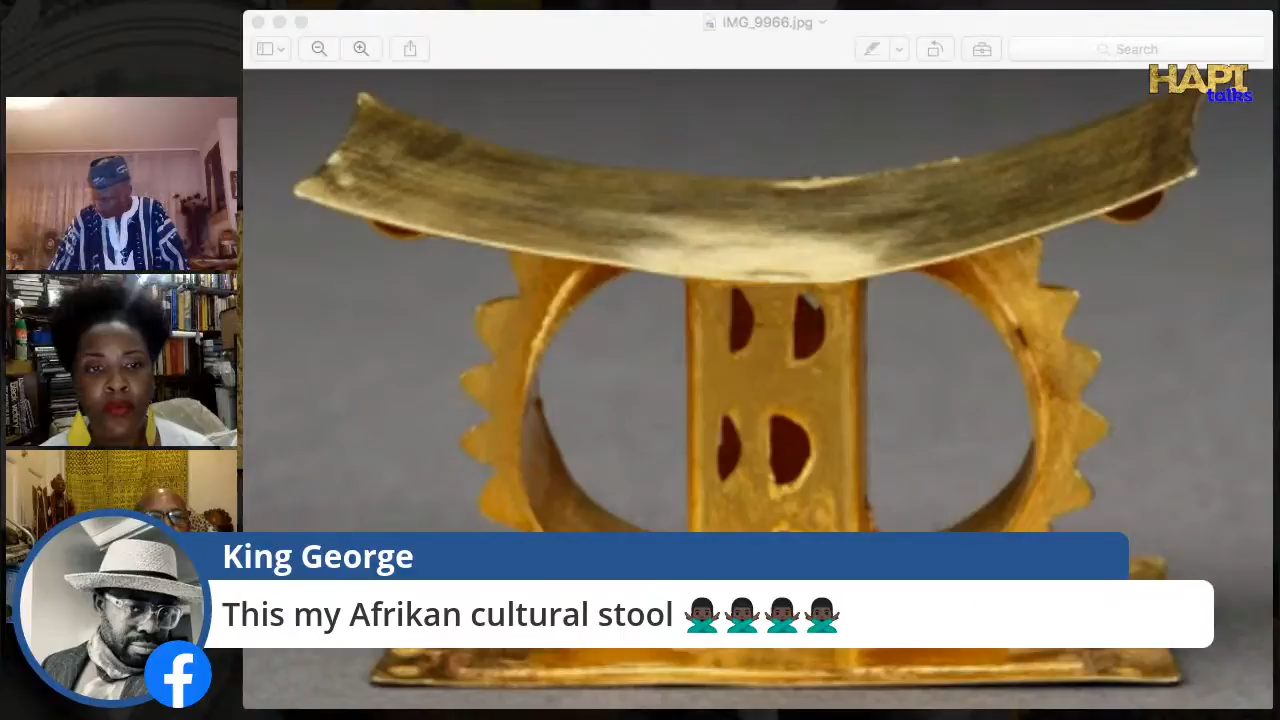 IMG_9966.jpg
Search
HAPI
talks
King George
This my Afrikan cultural stool 🙅🏿‍♂️🙅🏿‍♂️🙅🏿‍♂️🙅🏿‍♂️